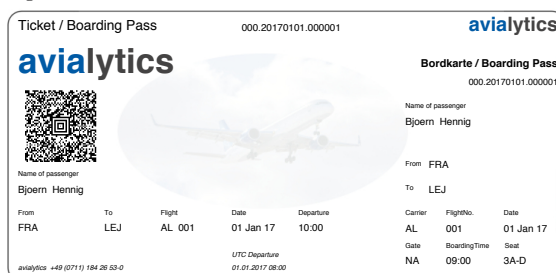 Ticket / Boarding Pass
000.20170101.000001
avialytics
Name of passenger
Bjoern Hennig
From To Flight Date Departure
FRA LEJ AL 001 01 Jan 17 10:00
UTC Departure
avialytics +49 (0711) 184 26 53-0 01.01.2017 08:00
avialytics
Bordkarte / Boarding Pass
000.20170101.000001
Name of passenger
Bjoern Hennig
From FRA
To LEJ
Carrier FlightNo. Date
AL 001 01 Jan 17
Gate BoardingTime Seat
NA 09:00 3A-D